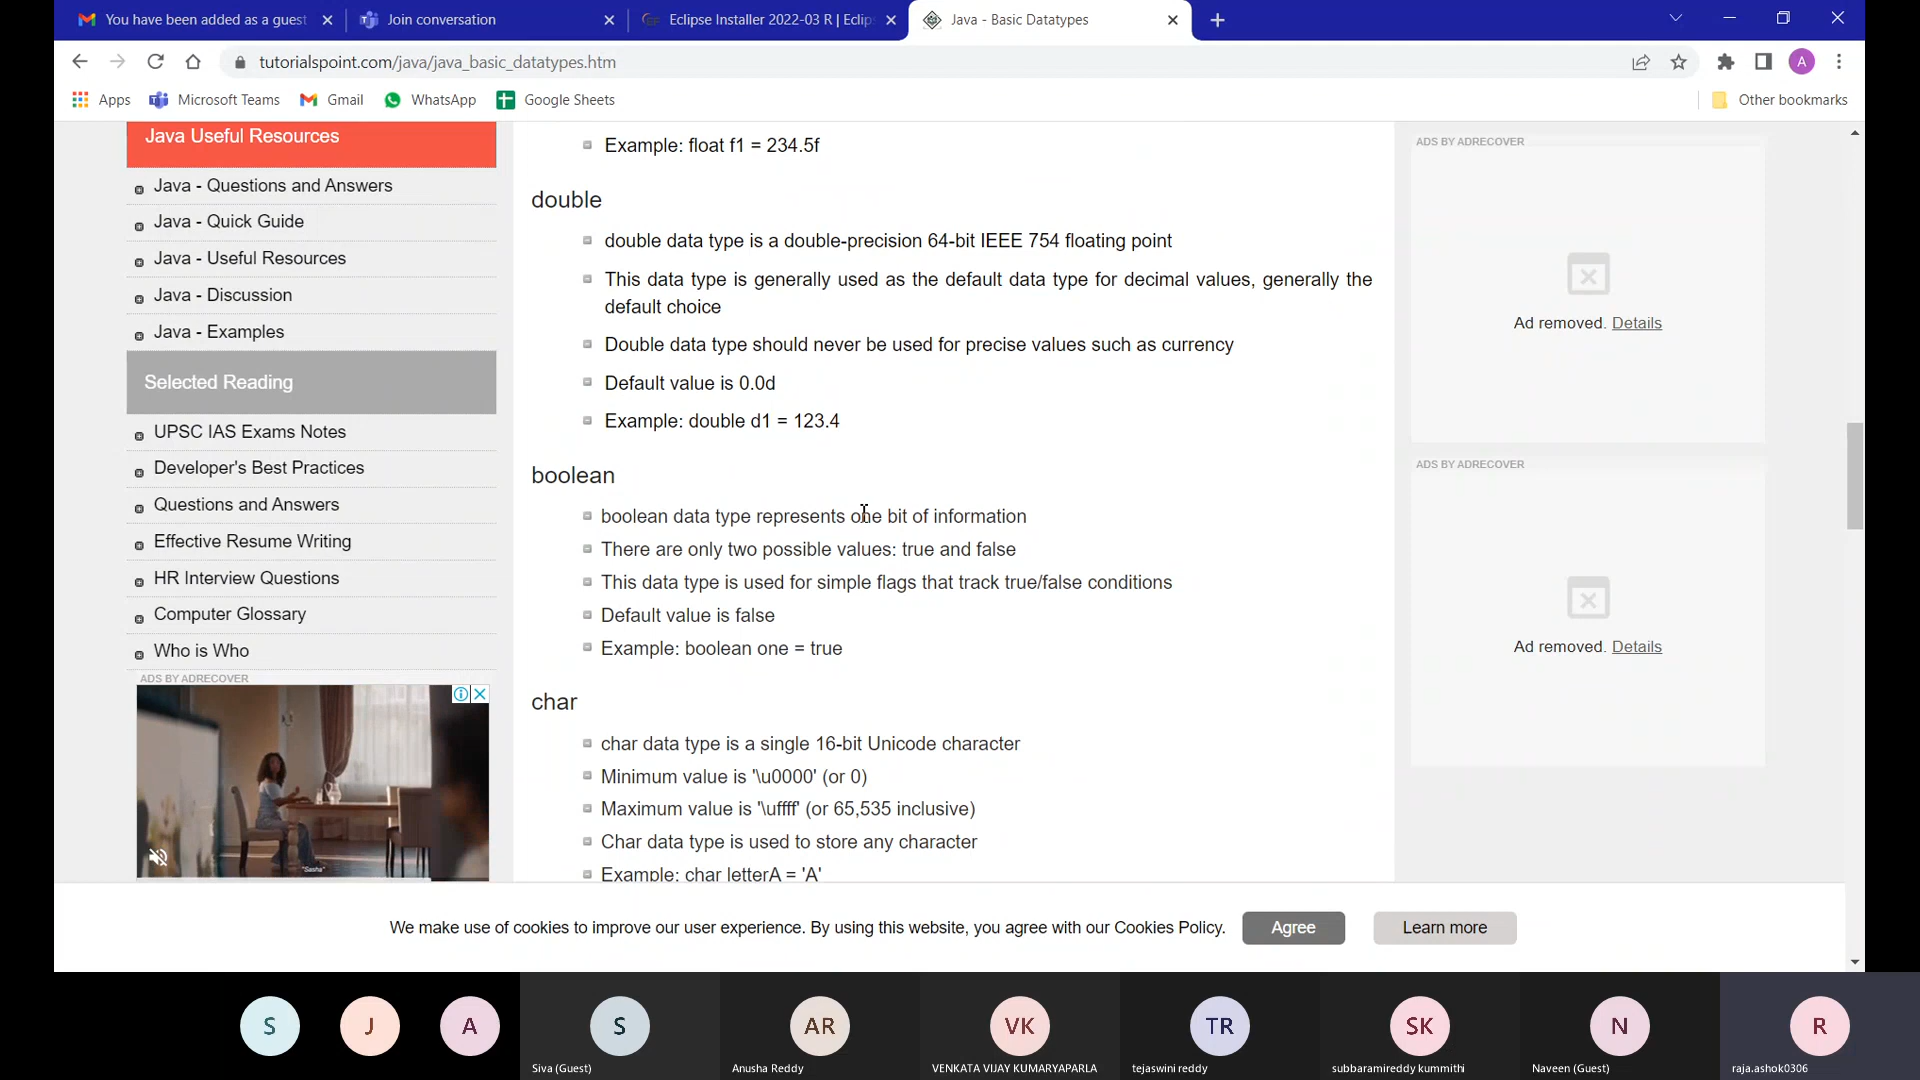 You have been added as a guest
Join conversation
Eclipse Installer 2022-03 R | Eclip
Java - Basic Datatypes
tutorialspoint.com/java/java_basic_datatypes.htm
A
Apps
Microsoft Teams
Gmail
WhatsApp
Google Sheets
Other bookmarks
Java Useful Resources
Java - Questions and Answers
Java - Quick Guide
Java - Useful Resources
Java - Discussion
Java - Examples
Selected Reading
UPSC IAS Exams Notes
Developer's Best Practices
Questions and Answers
Effective Resume Writing
HR Interview Questions
Computer Glossary
Who is Who
ADS BY ADRECOVER
"Sasha"
Example: float f1 = 234.5f
double
double data type is a double-precision 64-bit IEEE 754 floating point
This data type is generally used as the default data type for decimal values, generally the
default choice
Double data type should never be used for precise values such as currency
Default value is 0.0d
Example: double d1 = 123.4
boolean
boolean data type represents one bit of information
There are only two possible values: true and false
This data type is used for simple flags that track true/false conditions
Default value is false
Example: boolean one = true
char
char data type is a single 16-bit Unicode character
Minimum value is '\u0000' (or 0)
Maximum value is '\uffff' (or 65,535 inclusive)
Char data type is used to store any character
Example: char letterA = 'A'
ADS BY ADRECOVER
Ad removed. Details
ADS BY ADRECOVER
Ad removed. Details
We make use of cookies to improve our user experience. By using this website, you agree with our Cookies Policy.
Agree
Learn more
S
J
A
S
Siva (Guest)
AR
Anusha Reddy
VK
VENKATA VIJAY KUMARYAPARLA
TR
tejaswini reddy
SK
subbaramireddy kummithi
N
Naveen (Guest)
R
raja.ashok0306